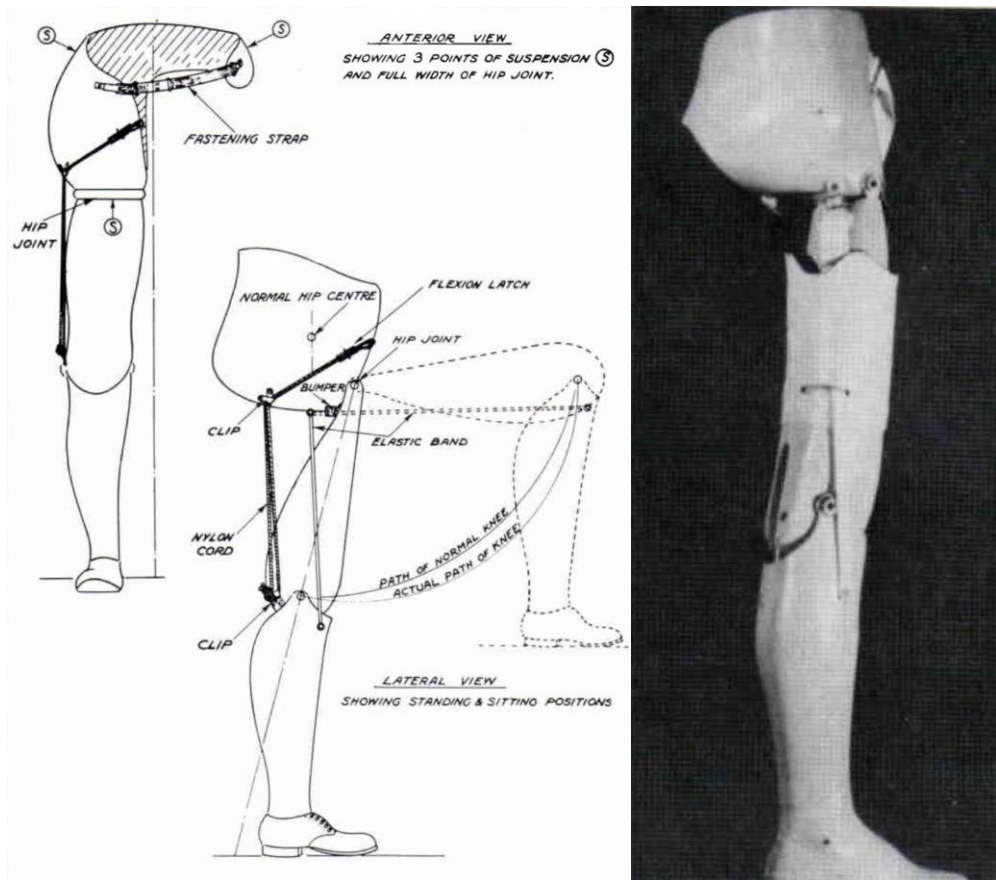 ANTERIOR VIEW
SHOWING 3 POINTS OF SUSPENSION Ⓢ
AND FULL WIDTH OF HIP JOINT.
Ⓢ
Ⓢ
FASTENING STRAP
HIP
JOINT
Ⓢ
FLEXION LATCH
NORMAL HIP CENTRE
HIP JOINT
BUMPER
CLIP
ELASTIC BAND
NYLON
CORD
PATH OF NORMAL KNEE
ACTUAL PATH OF KNEE
CLIP
LATERAL VIEW
SHOWING STANDING & SITTING POSITIONS